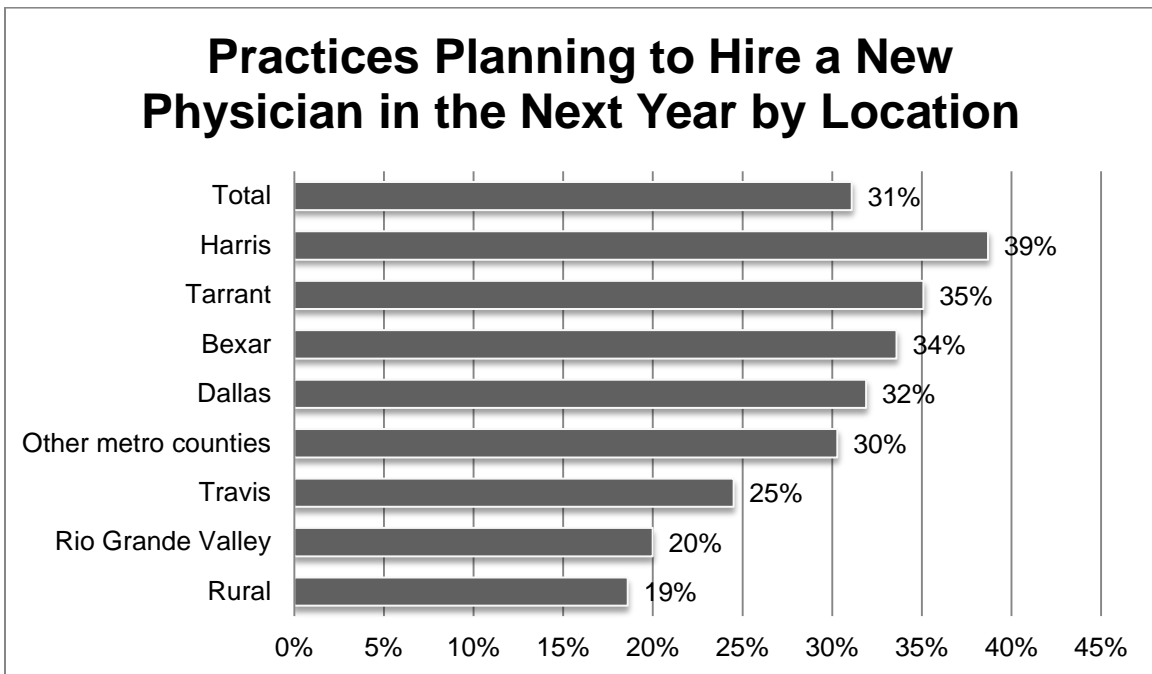 Practices Planning to Hire a New
Physician in the Next Year by Location
Total 31%
Harris 39%
Tarrant 35%
Bexar 34%
Dallas 32%
Other metro counties 30%
Travis 25%
Rio Grande Valley 20%
Rural 19%
0% 5% 10% 15% 20% 25% 30% 35% 40% 45%